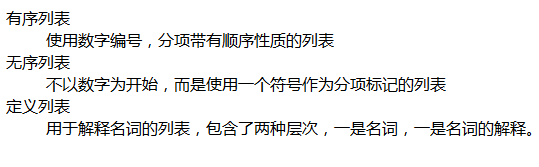 有序列表
使用数字编号，分项带有顺序性质的列表
无序列表
不以数字为开始，而是使用一个符号作为分项标记的列表
定义列表
用于解释名词的列表，包含了两种层次，一是名词，一是名词的解释。